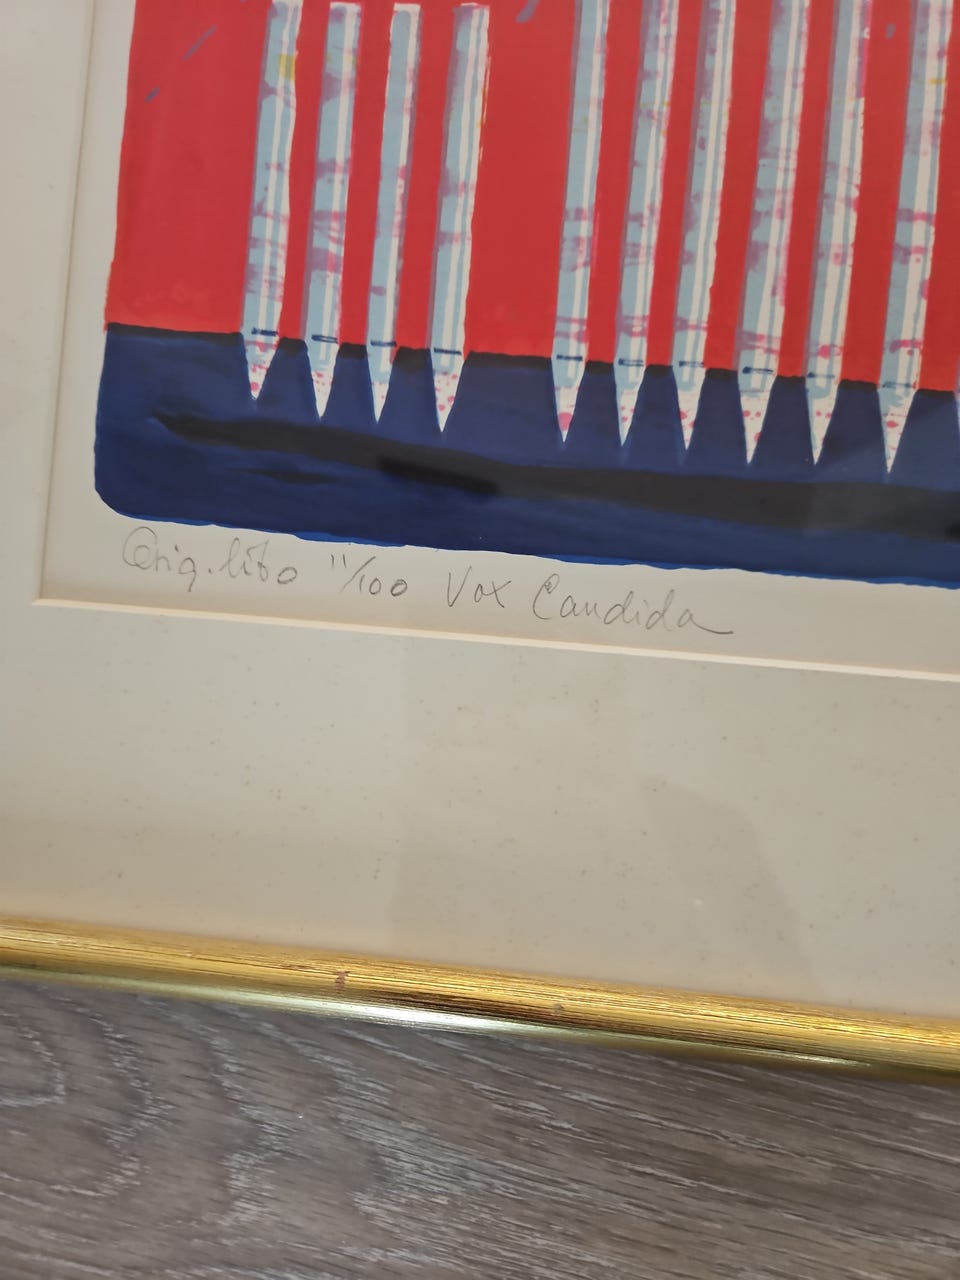 Orig. lito 11/100 Vox Candida